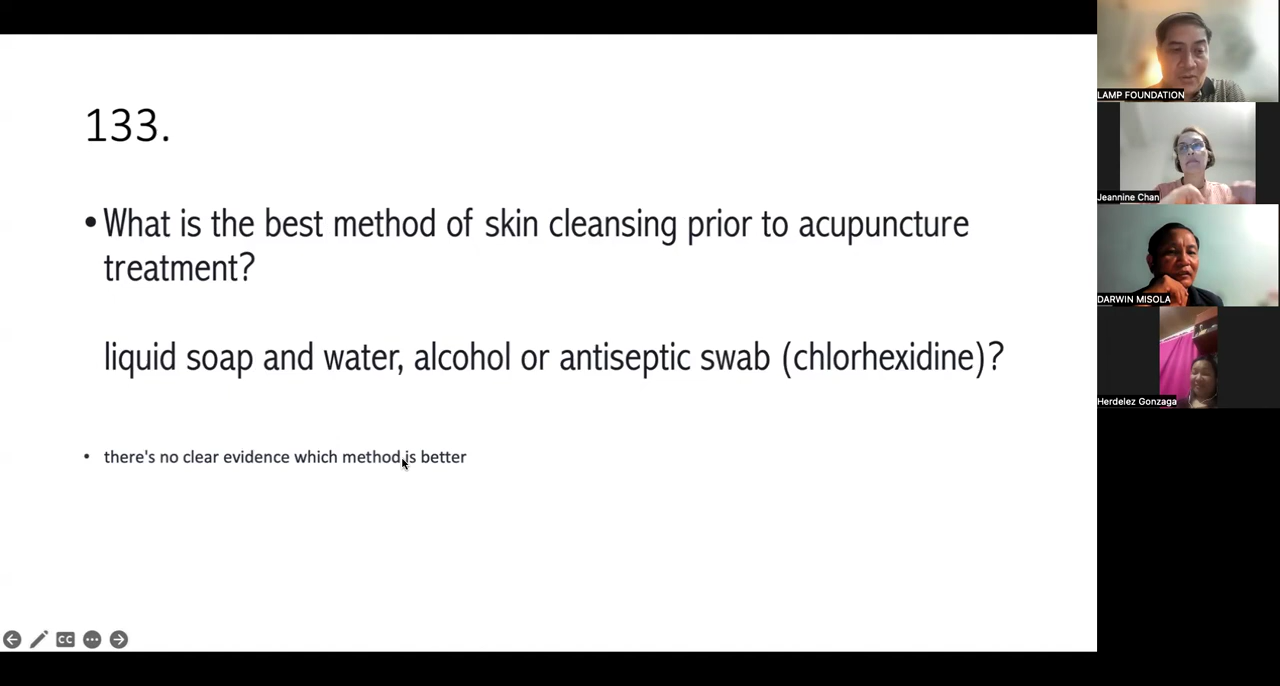 133.
• What is the best method of skin cleansing prior to acupuncture
treatment?
liquid soap and water, alcohol or antiseptic swab (chlorhexidine)?
• there's no clear evidence which method is better
CC
LAMP FOUNDATION
Jeannine Chan
DARWIN MISOLA
Herdelez Gonzaga